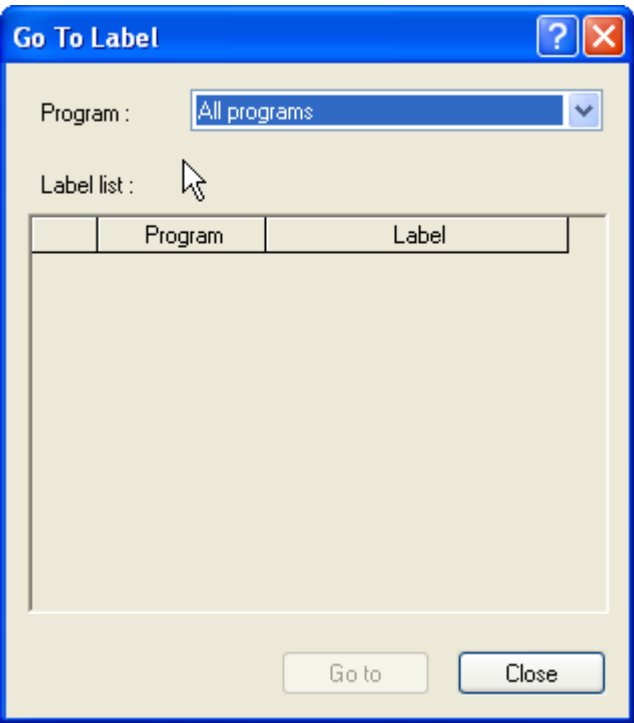 Go To Label
Program : All programs
Label list :
Program Label
Go to Close